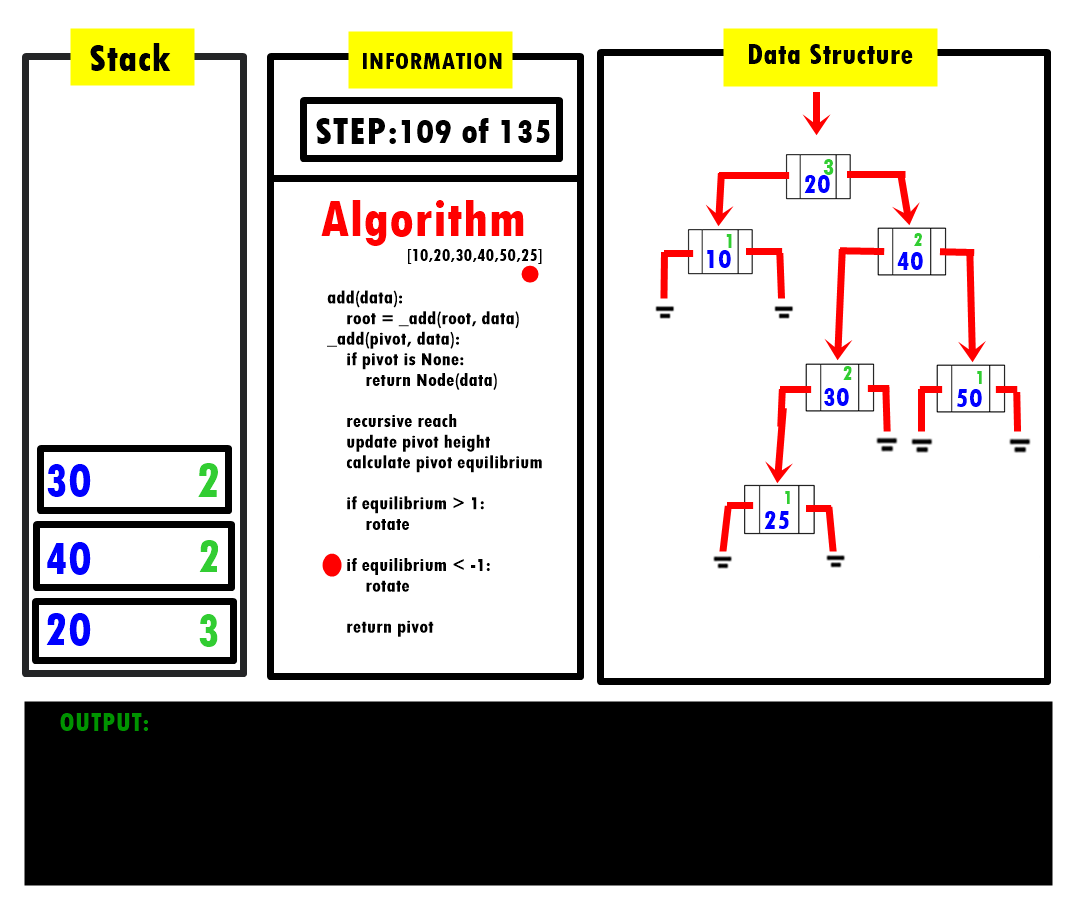 Stack
30 2
40 2
20 3
INFORMATION
STEP:109 of 135
Algorithm
[10,20,30,40,50,25]
add(data):
root = _add(root, data)
_add(pivot, data):
if pivot is None:
return Node(data)
recursive reach
update pivot height
calculate pivot equilibrium
if equilibrium > 1:
rotate
if equilibrium < -1:
rotate
return pivot
Data Structure
3
20
1
10
2
40
2
30
1
50
1
25
OUTPUT: